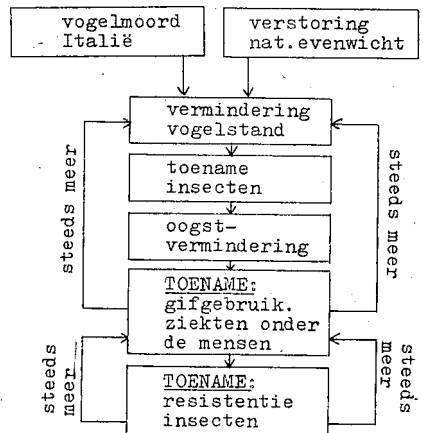 vogelmoord
Italië
verstoring
nat.evenwicht
vermindering
vogelstand
steeds meer
steeds meer
toename
insecten
oogst-
vermindering
TOENAME:
gifgebruik.
ziekten onder
de mensen
steeds
meer
steeds
meer
TOENAME:
resistentie
insecten